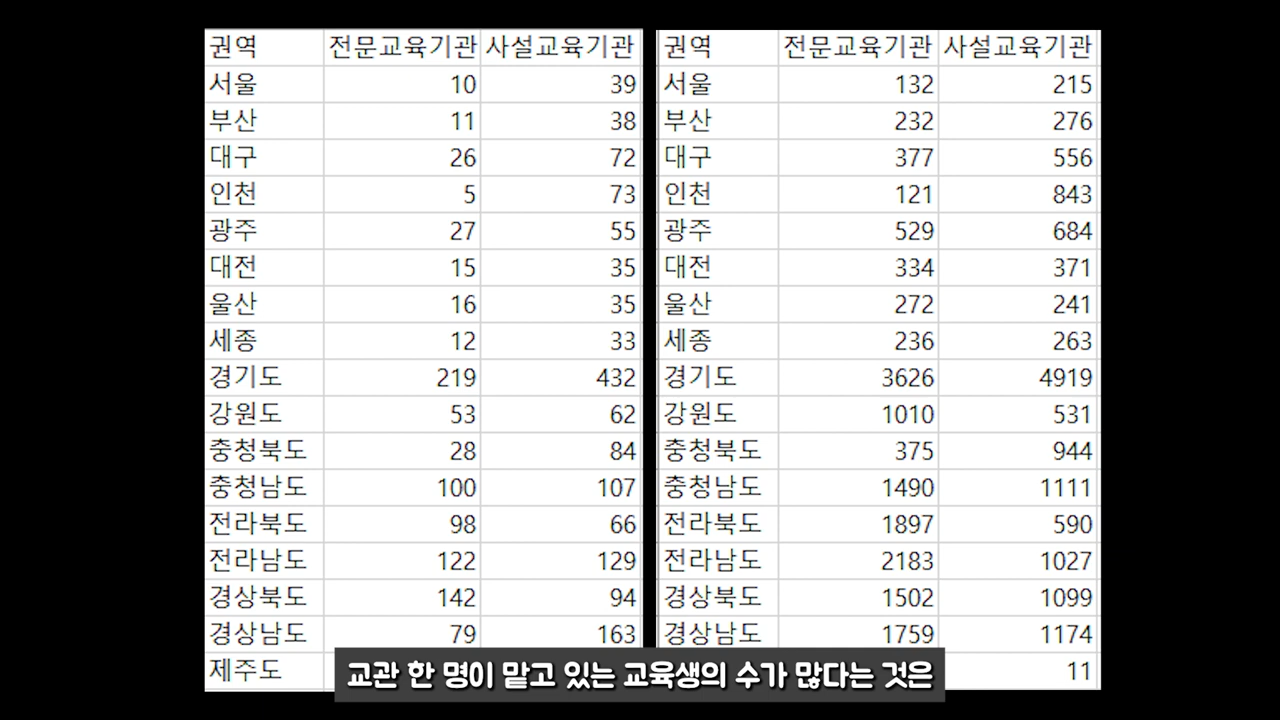 권역 전문교육기관 사설교육기관
서울 10 39
부산 11 38
대구 26 72
인천 5 73
광주 27 55
대전 15 35
울산 16 35
세종 12 33
경기도 219 432
강원도 53 62
충청북도 28 84
충청남도 100 107
전라북도 98 66
전라남도 122 129
경상북도 142 94
경상남도 79 163
제주도
권역 전문교육기관 사설교육기관
서울 132 215
부산 232 276
대구 377 556
인천 121 843
광주 529 684
대전 334 371
울산 272 241
세종 236 263
경기도 3626 4919
강원도 1010 531
충청북도 375 944
충청남도 1490 1111
전라북도 1897 590
전라남도 2183 1027
경상북도 1502 1099
경상남도 1759 1174
11
교관 한 명이 맡고 있는 교육생의 수가 많다는 것은